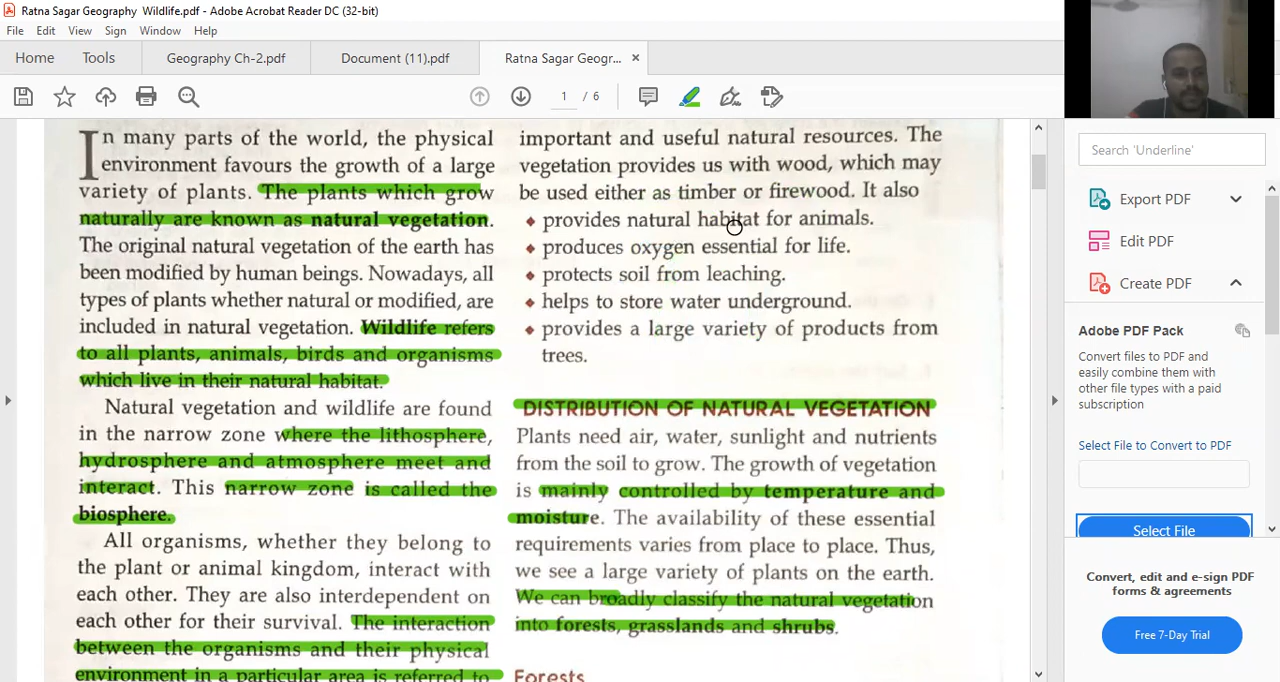 Ratna Sagar Geography Wildlife.pdf - Adobe Acrobat Reader DC (32-bit)
File Edit View Sign Window Help
Home Tools Geography Ch-2.pdf Document (11).pdf Ratna Sagar Geogr... ×
1 / 6
In many parts of the world, the physical
environment favours the growth of a large
variety of plants. The plants which grow
naturally are known as natural vegetation.
The original natural vegetation of the earth has
been modified by human beings. Nowadays, all
types of plants whether natural or modified, are
included in natural vegetation. Wildlife refers
to all plants, animals, birds and organisms
which live in their natural habitat.
Natural vegetation and wildlife are found
in the narrow zone where the lithosphere,
hydrosphere and atmosphere meet and
interact. This narrow zone is called the
biosphere.
All organisms, whether they belong to
the plant or animal kingdom, interact with
each other. They are also interdependent on
each other for their survival. The interaction
between the organisms and their physical
environment in a particular area is referred to
important and useful natural resources. The
vegetation provides us with wood, which may
be used either as timber or firewood. It also
♦ provides natural habitat for animals.
♦ produces oxygen essential for life.
♦ protects soil from leaching.
♦ helps to store water underground.
♦ provides a large variety of products from
trees.
DISTRIBUTION OF NATURAL VEGETATION
Plants need air, water, sunlight and nutrients
from the soil to grow. The growth of vegetation
is mainly controlled by temperature and
moisture. The availability of these essential
requirements varies from place to place. Thus,
we see a large variety of plants on the earth.
We can broadly classify the natural vegetation
into forests, grasslands and shrubs.
Forests
Search 'Underline'
Export PDF
Edit PDF
Create PDF
Adobe PDF Pack
Convert files to PDF and
easily combine them with
other file types with a paid
subscription
Select File to Convert to PDF
Select File
Convert, edit and e-sign PDF
forms & agreements
Free 7-Day Trial